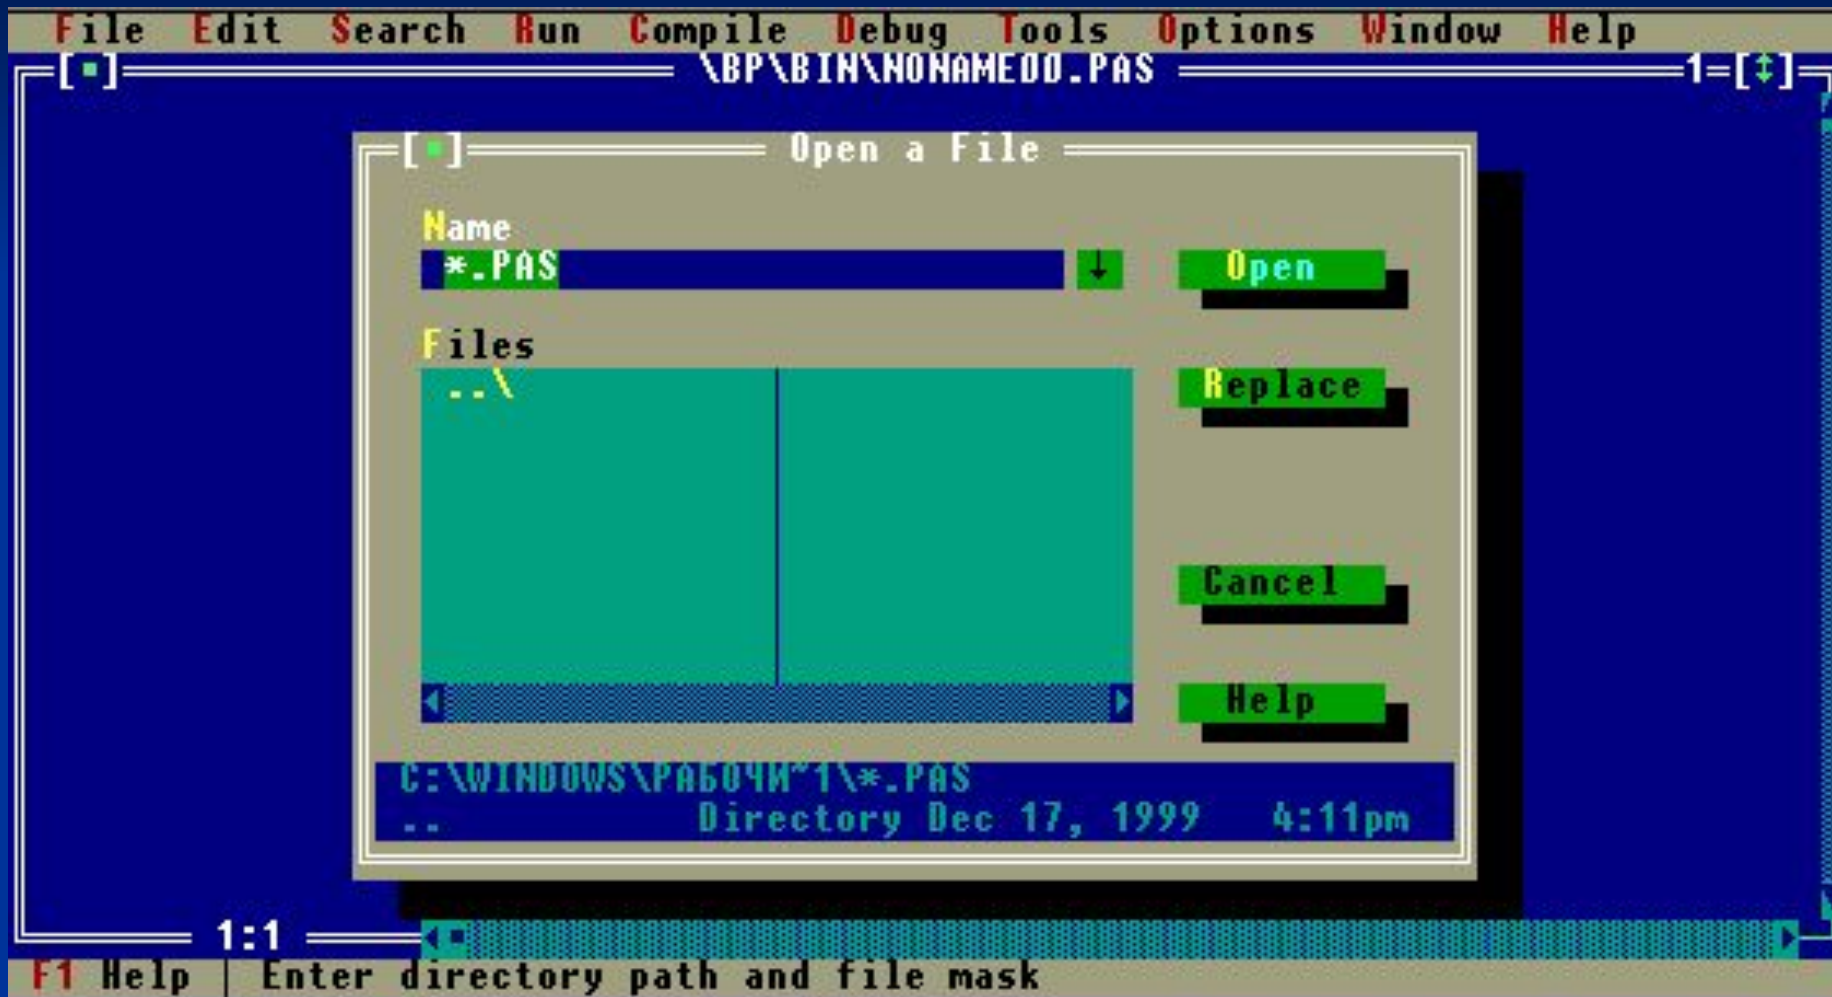 File Edit Search Run Compile Debug Tools Options Window Help
[▪] \BP\BIN\NONAME00.PAS 1=[↕]
[▪] Open a File
Name
*.PAS ↓ Open
Files
..\ Replace
Cancel
Help
C:\WINDOWS\РАБОЧИ~1\*.PAS
.. Directory Dec 17, 1999 4:11pm
1:1
F1 Help | Enter directory path and file mask